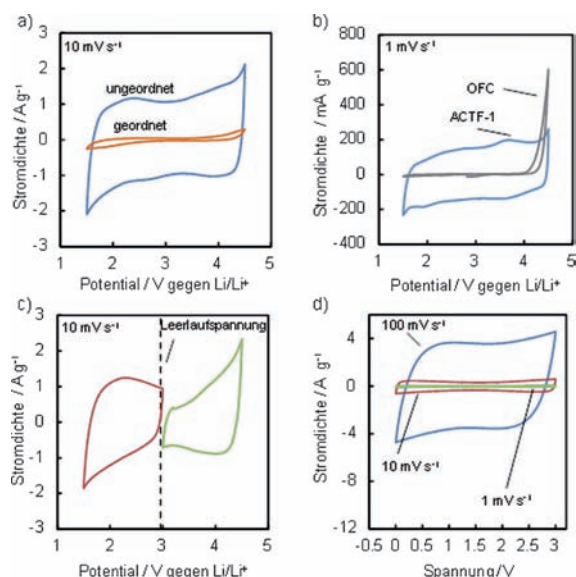 a)
10 mV s⁻¹
ungeordnet
geordnet
Stromdichte / A g⁻¹
3
2
1
0
-1
-2
-3
1 2 3 4 5
Potential / V gegen Li/Li⁺
b)
1 mV s⁻¹
OFC
ACTF-1
Stromdichte / mA g⁻¹
800
600
400
200
0
-200
-400
1 2 3 4 5
Potential / V gegen Li/Li⁺
c)
10 mV s⁻¹
Leerlaufspannung
Stromdichte / A g⁻¹
3
2
1
0
-1
-2
-3
1 2 3 4 5
Potential / V gegen Li/Li⁺
d)
100 mV s⁻¹
10 mV s⁻¹
1 mV s⁻¹
Stromdichte / A g⁻¹
4
0
-4
-8
-12
-0.5 0 0.5 1 1.5 2 2.5 3
Spannung / V